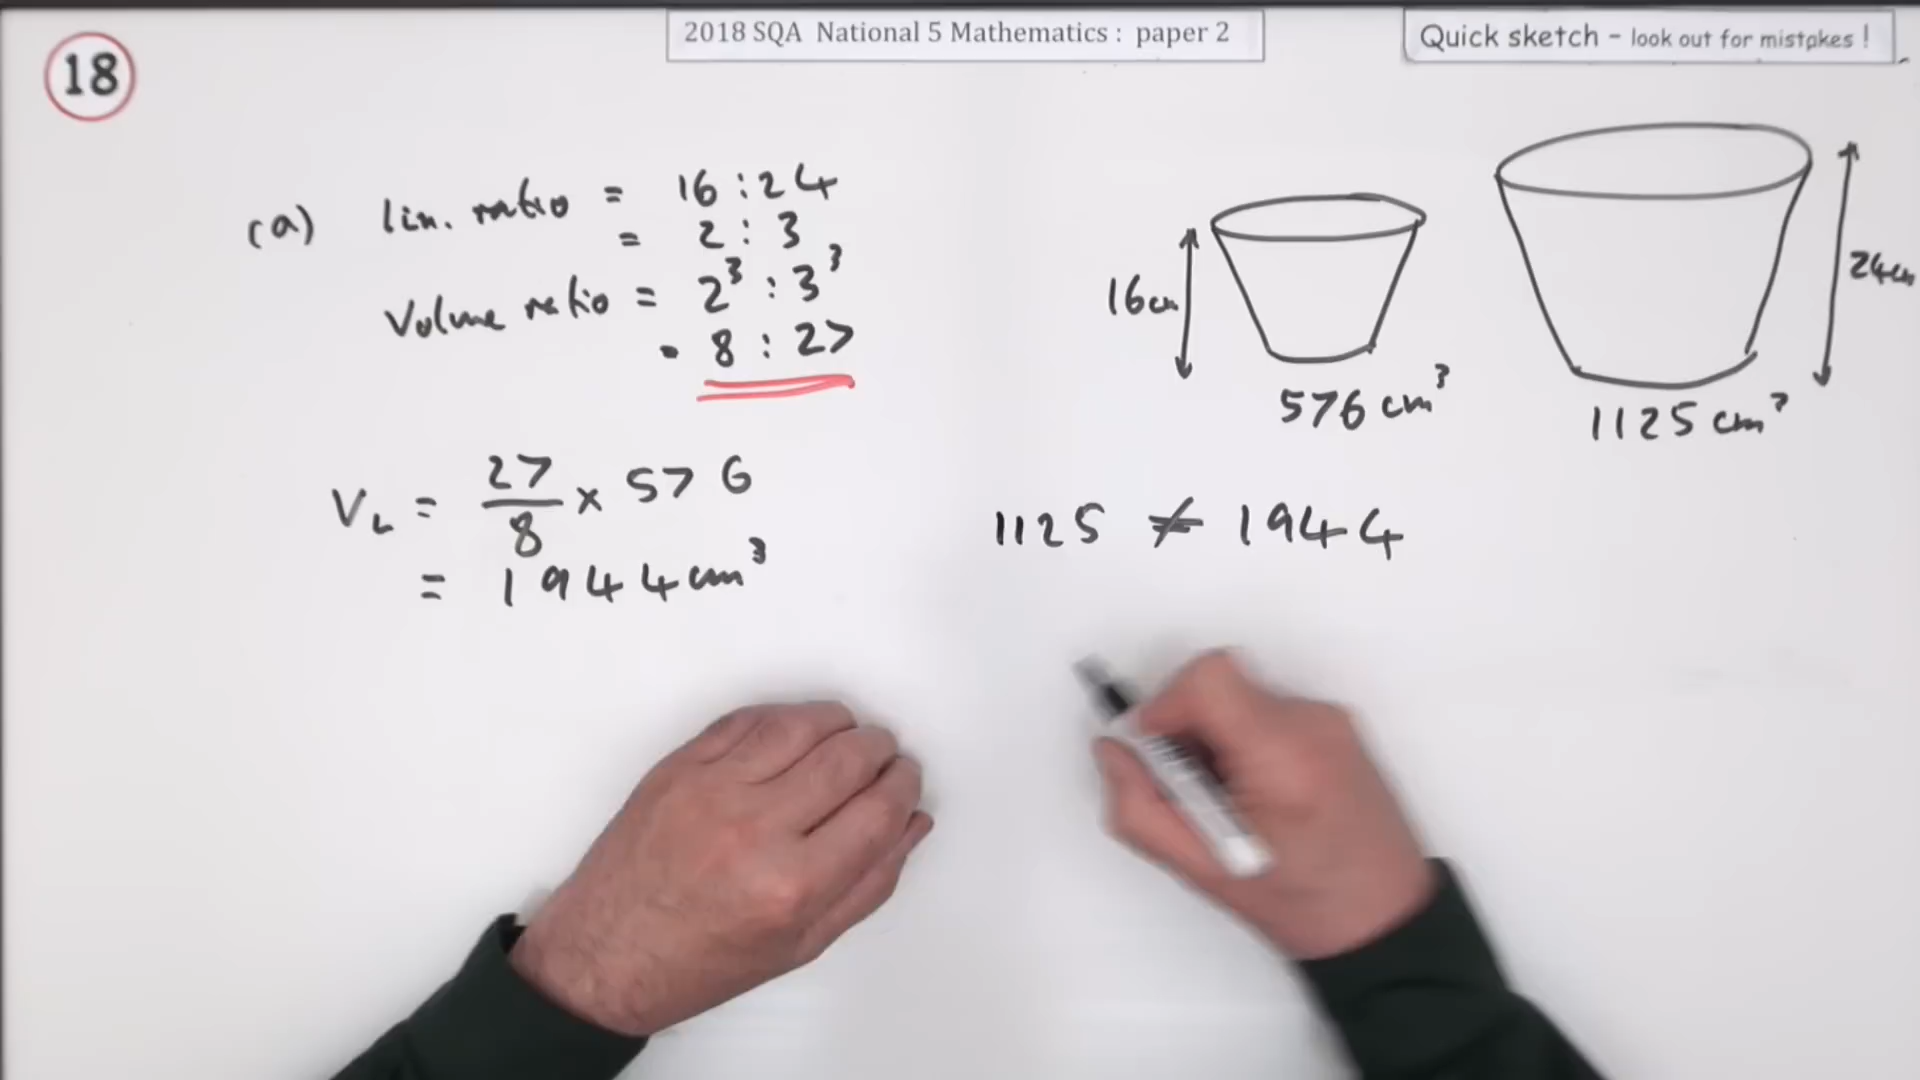 18
2018 SQA National 5 Mathematics : paper 2
Quick sketch - look out for mistakes !
(a) lin. ratio = 16 : 24
= 2 : 3
Volume ratio = 2³ : 3³
= 8 : 27
16cm
576 cm³
24cm
1125 cm³
V_L = 27/8 × 576
= 1944 cm³
1125 ≠ 1944